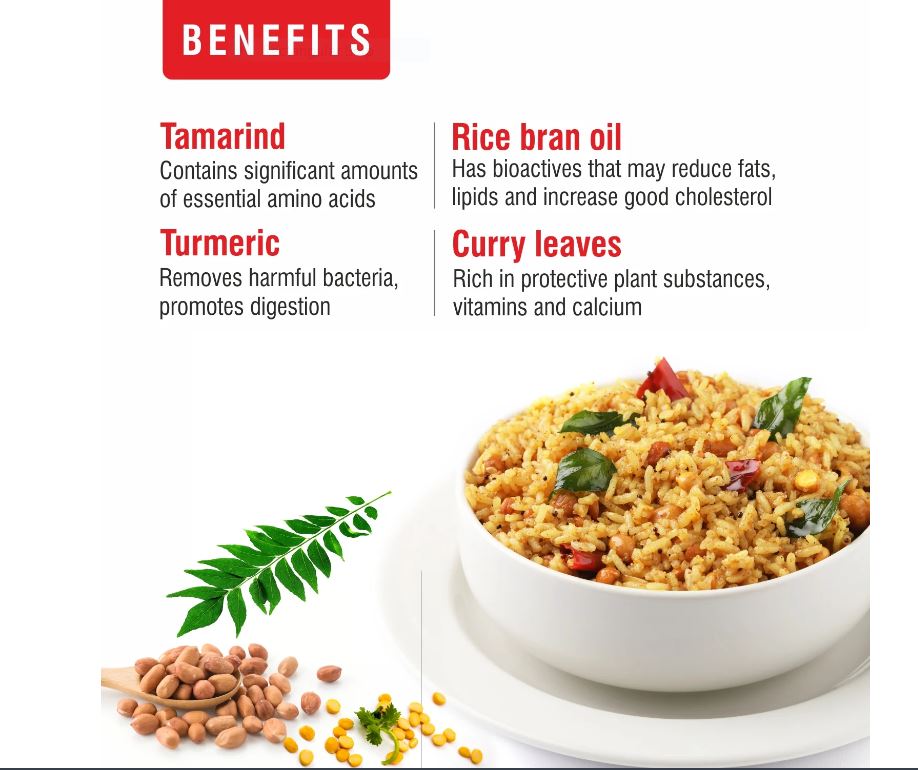 BENEFITS
Tamarind
Contains significant amounts
of essential amino acids
Rice bran oil
Has bioactives that may reduce fats,
lipids and increase good cholesterol
Turmeric
Removes harmful bacteria,
promotes digestion
Curry leaves
Rich in protective plant substances,
vitamins and calcium